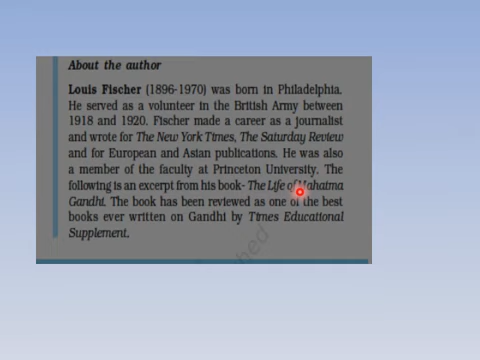 About the author
Louis Fischer (1896-1970) was born in Philadelphia.
He served as a volunteer in the British Army between
1918 and 1920. Fischer made a career as a journalist
and wrote for The New York Times, The Saturday Review
and for European and Asian publications. He was also
a member of the faculty at Princeton University. The
following is an excerpt from his book- The Life of Mahatma
Gandhi. The book has been reviewed as one of the best
books ever written on Gandhi by Times Educational
Supplement.